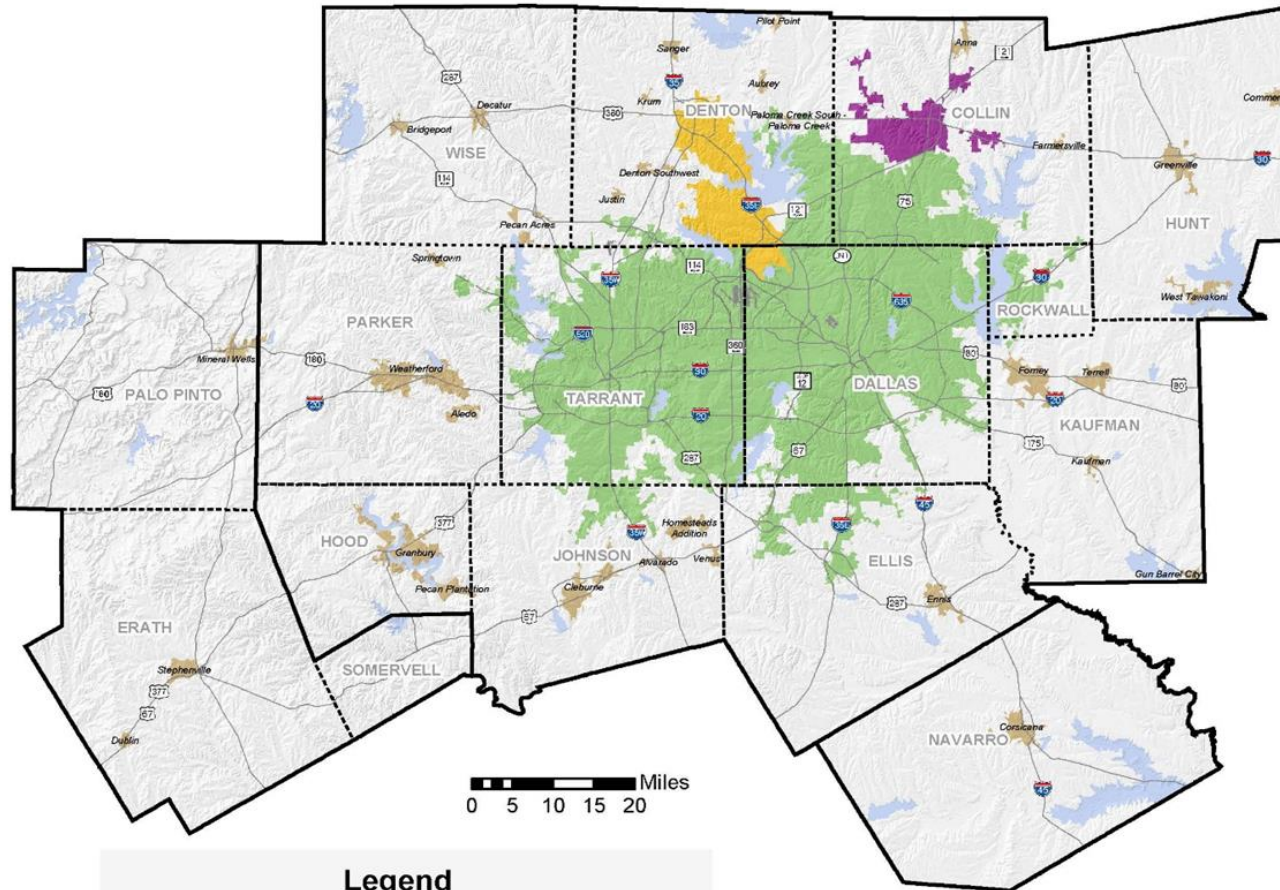 Pilot Point
Sanger
Anna
121
287
35
Aubrey
Commer
Krum
380
DENTON
Decatur
Paloma Creek South -
Paloma Creek
COLLIN
Bridgeport
WISE
Farmersville
Greenville
30
Denton Southwest
114
Justin
35E
121
75
HUNT
Pecan Acres
Springtown
114
35W
30
West Tawakoni
ROCKWALL
635
PARKER
820
183
360
Mineral Wells
180
Weatherford
80
Forney
Terrell
80
PALO PINTO
180
30
LOOP
12
DALLAS
TARRANT
20
20
Aledo
20
KAUFMAN
175
287
67
Kaufman
377
HOOD
Granbury
35W
Homesteads
Addition
35E
45
JOHNSON
Alvarado
Venus
ELLIS
Pecan Plantation
Cleburne
Gun Barrel City
67
287
Ennis
ERATH
SOMERVELL
Stephenville
377
67
Dublin
Corsicana
NAVARRO
45
Miles
0 5 10 15 20
Legend